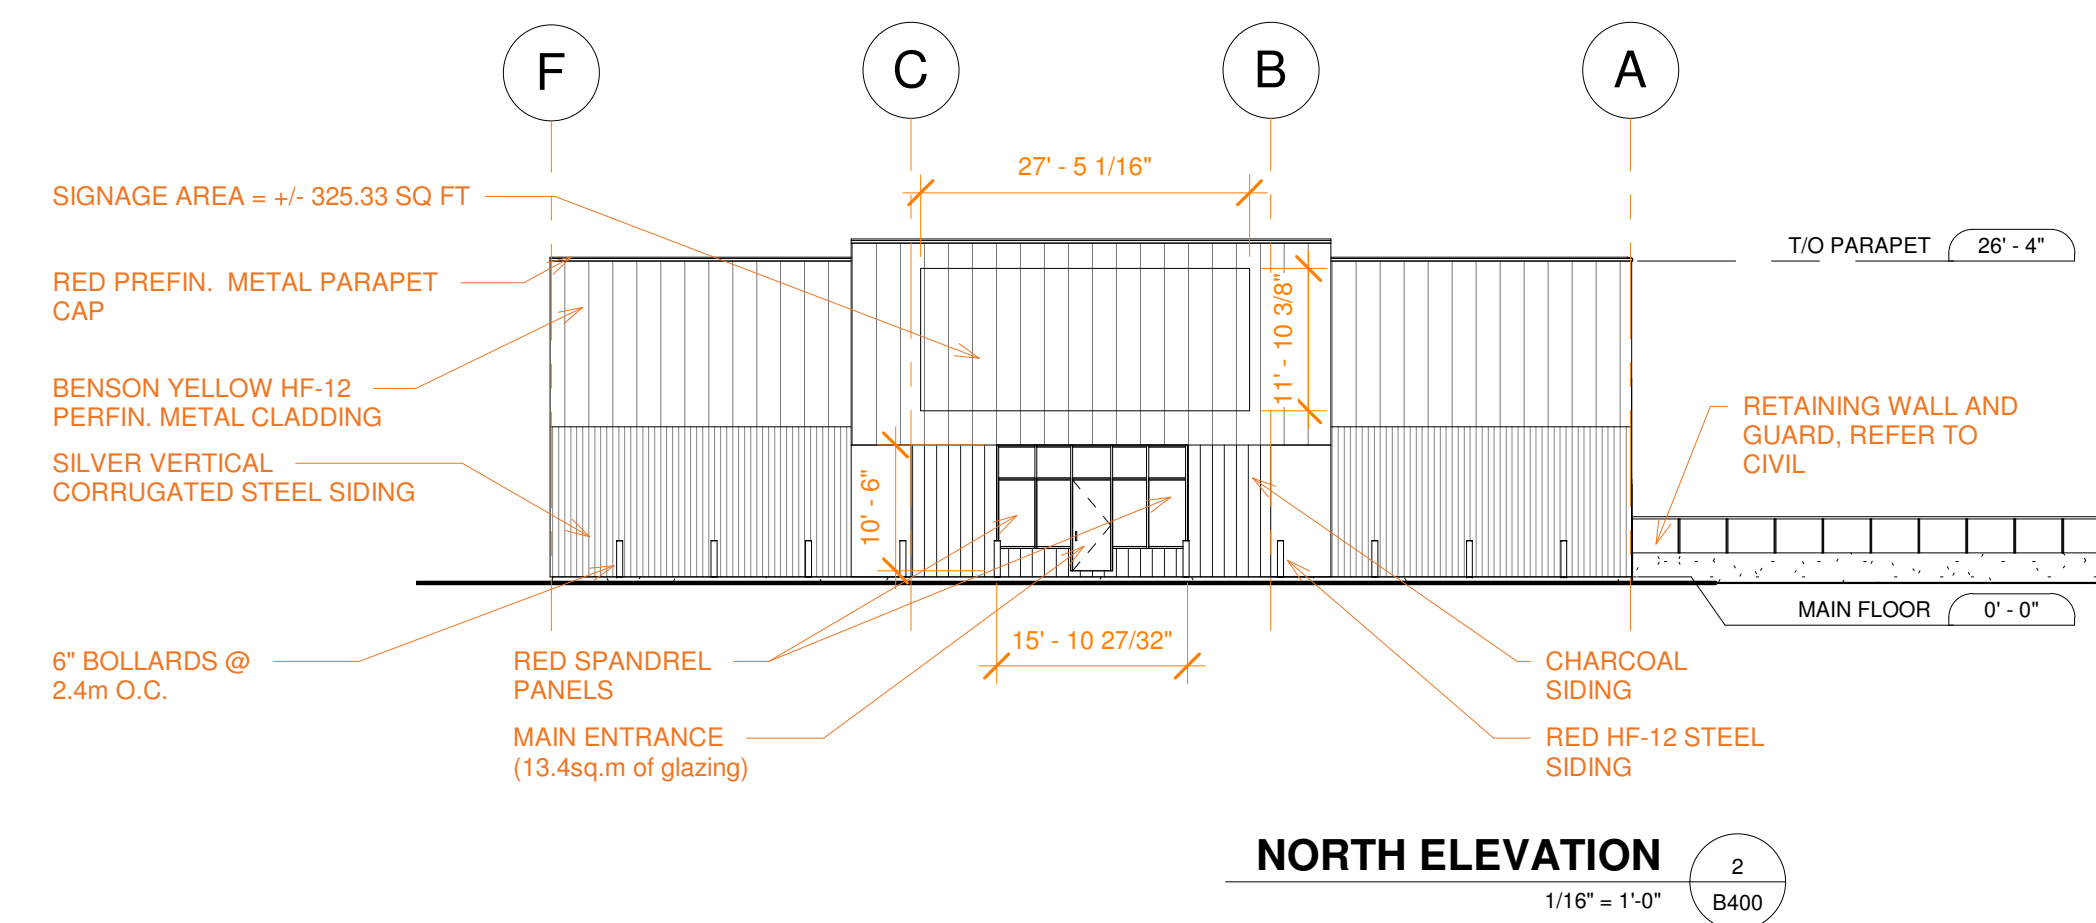 F
C
B
A
27' - 5 1/16"
SIGNAGE AREA = +/- 325.33 SQ FT
T/O PARAPET
26' - 4"
RED PREFIN.  METAL PARAPET
CAP
11' - 10 3/8"
BENSON YELLOW HF-12
PERFIN. METAL CLADDING
RETAINING WALL AND
GUARD, REFER TO
CIVIL
SILVER VERTICAL
CORRUGATED STEEL SIDING
10' - 6"
MAIN FLOOR
0' - 0"
15' - 10 27/32"
6" BOLLARDS @
2.4m O.C.
RED SPANDREL
PANELS
CHARCOAL
SIDING
MAIN ENTRANCE
(13.4sq.m of glazing)
RED HF-12 STEEL
SIDING
NORTH ELEVATION
2
1/16" = 1'-0"
B400